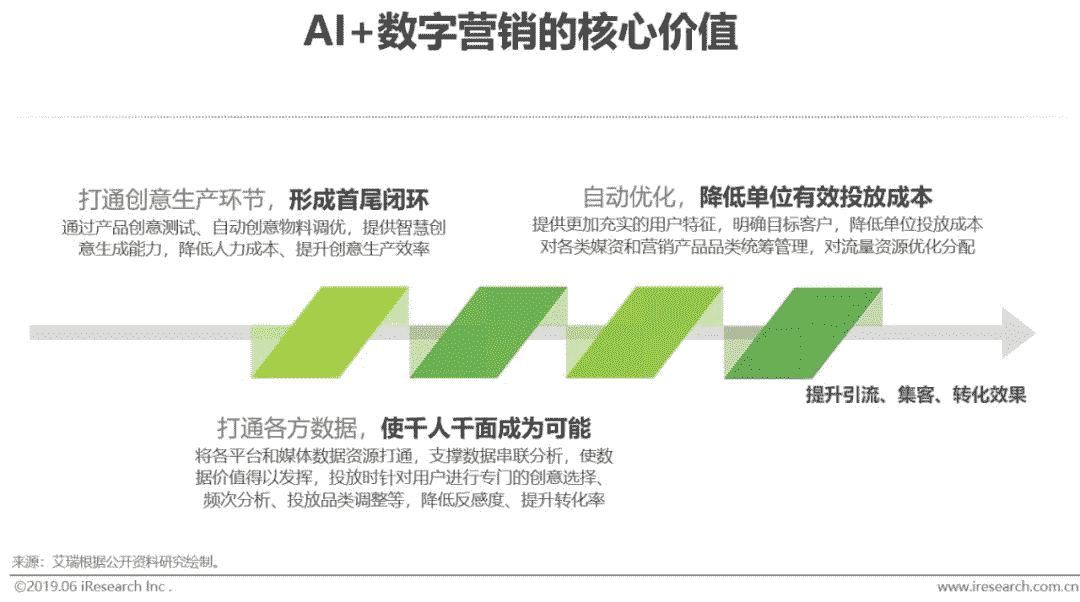 AI+数字营销的核心价值
打通创意生产环节，形成首尾闭环
通过产品创意测试、自动创意物料调优，提供智慧创
意生成能力，降低人力成本、提升创意生产效率
自动优化，降低单位有效投放成本
提供更加充实的用户特征，明确目标客户，降低单位投放成本
对各类媒资和营销产品品类统筹管理，对流量资源优化分配
提升引流、集客、转化效果
打通各方数据，使千人千面成为可能
将各平台和媒体数据资源打通，支撑数据串联分析，使数
据价值得以发挥，投放时针对用户进行专门的创意选择、
频次分析、投放品类调整等，降低反感度、提升转化率
来源：艾瑞根据公开资料研究绘制。
©2019.06 iResearch Inc .
www.iresearch.com.cn